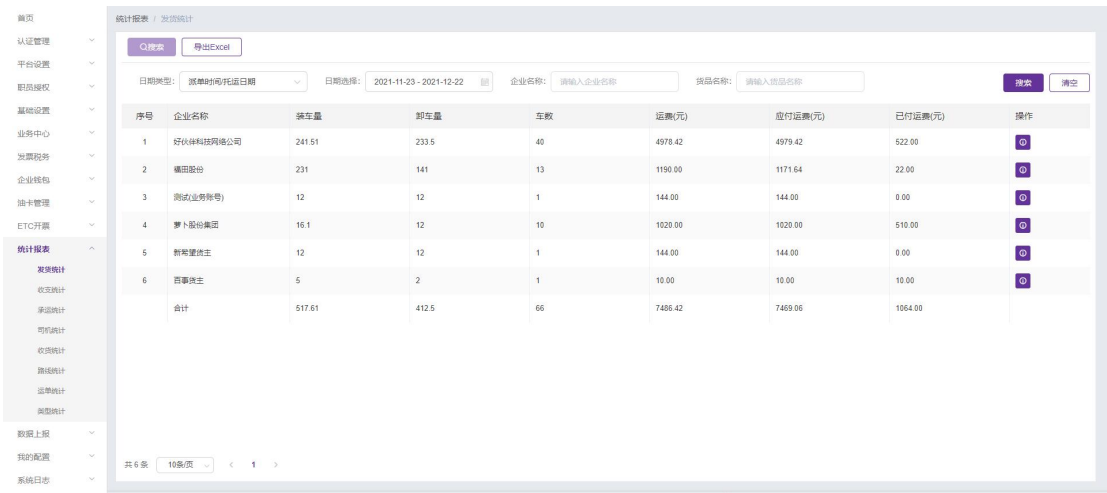 首页
认证管理
平台设置
职员授权
基础设置
业务中心
发票税务
企业钱包
油卡管理
ETC开票
统计报表
发货统计
收支统计
承运统计
司机统计
收货统计
路线统计
运单统计
类型统计
数据上报
我的配置
系统日志
统计报表 / 发货统计
搜索 导出Excel
日期类型: 派单时间/托运日期 日期选择: 2021-11-23 - 2021-12-22 企业名称: 请输入企业名称 货品名称: 请输入货品名称 搜索 清空
序号 企业名称 装车量 卸车量 车数 运费(元) 应付运费(元) 已付运费(元) 操作
1 好伙伴科技网络公司 241.51 233.5 40 4978.42 4979.42 522.00
2 福田股份 231 141 13 1190.00 1171.64 22.00
3 测试(业务账号) 12 12 1 144.00 144.00 0.00
4 萝卜股份集团 16.1 12 10 1020.00 1020.00 510.00
5 新希望货主 12 12 1 144.00 144.00 0.00
6 百事货主 5 2 1 10.00 10.00 10.00
合计 517.61 412.5 66 7486.42 7469.06 1064.00
共 6 条 10条/页 < 1 >